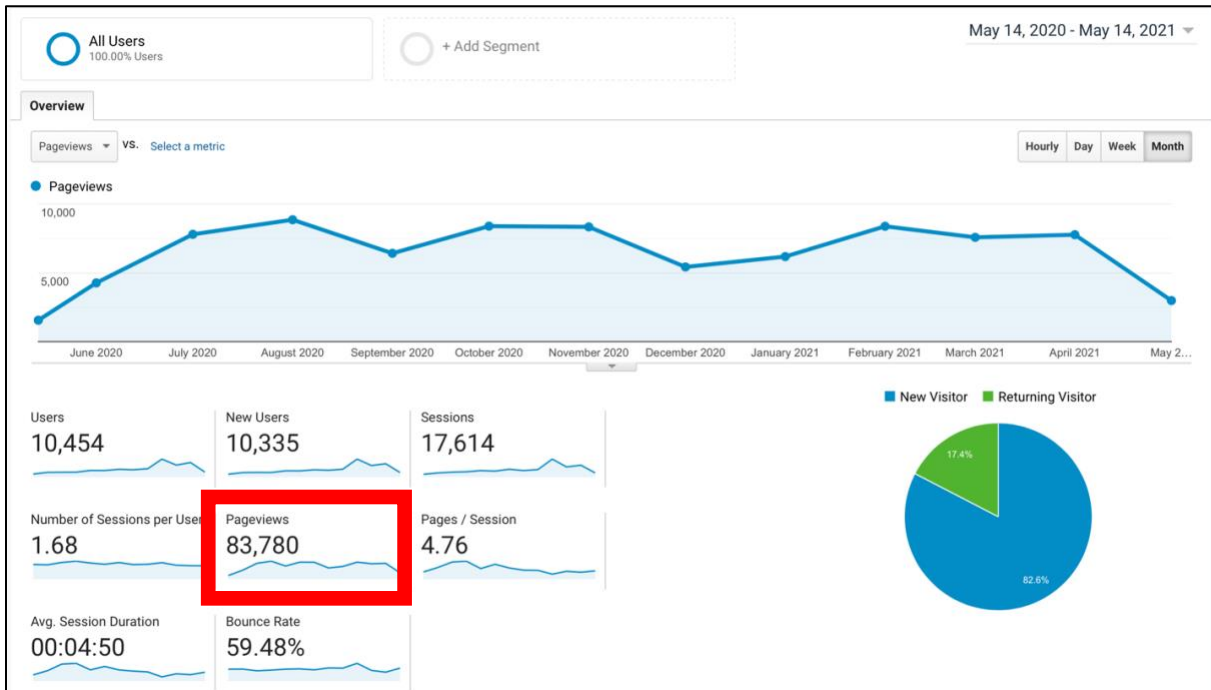 All Users
100.00% Users
+ Add Segment
May 14, 2020 - May 14, 2021
Overview
Pageviews VS. Select a metric
Hourly Day Week Month
Pageviews
10,000
5,000
June 2020 July 2020 August 2020 September 2020 October 2020 November 2020 December 2020 January 2021 February 2021 March 2021 April 2021 May 2...
New Visitor Returning Visitor
Users
10,454
New Users
10,335
Sessions
17,614
Number of Sessions per User
1.68
Pageviews
83,780
Pages / Session
4.76
Avg. Session Duration
00:04:50
Bounce Rate
59.48%
17.4%
82.6%